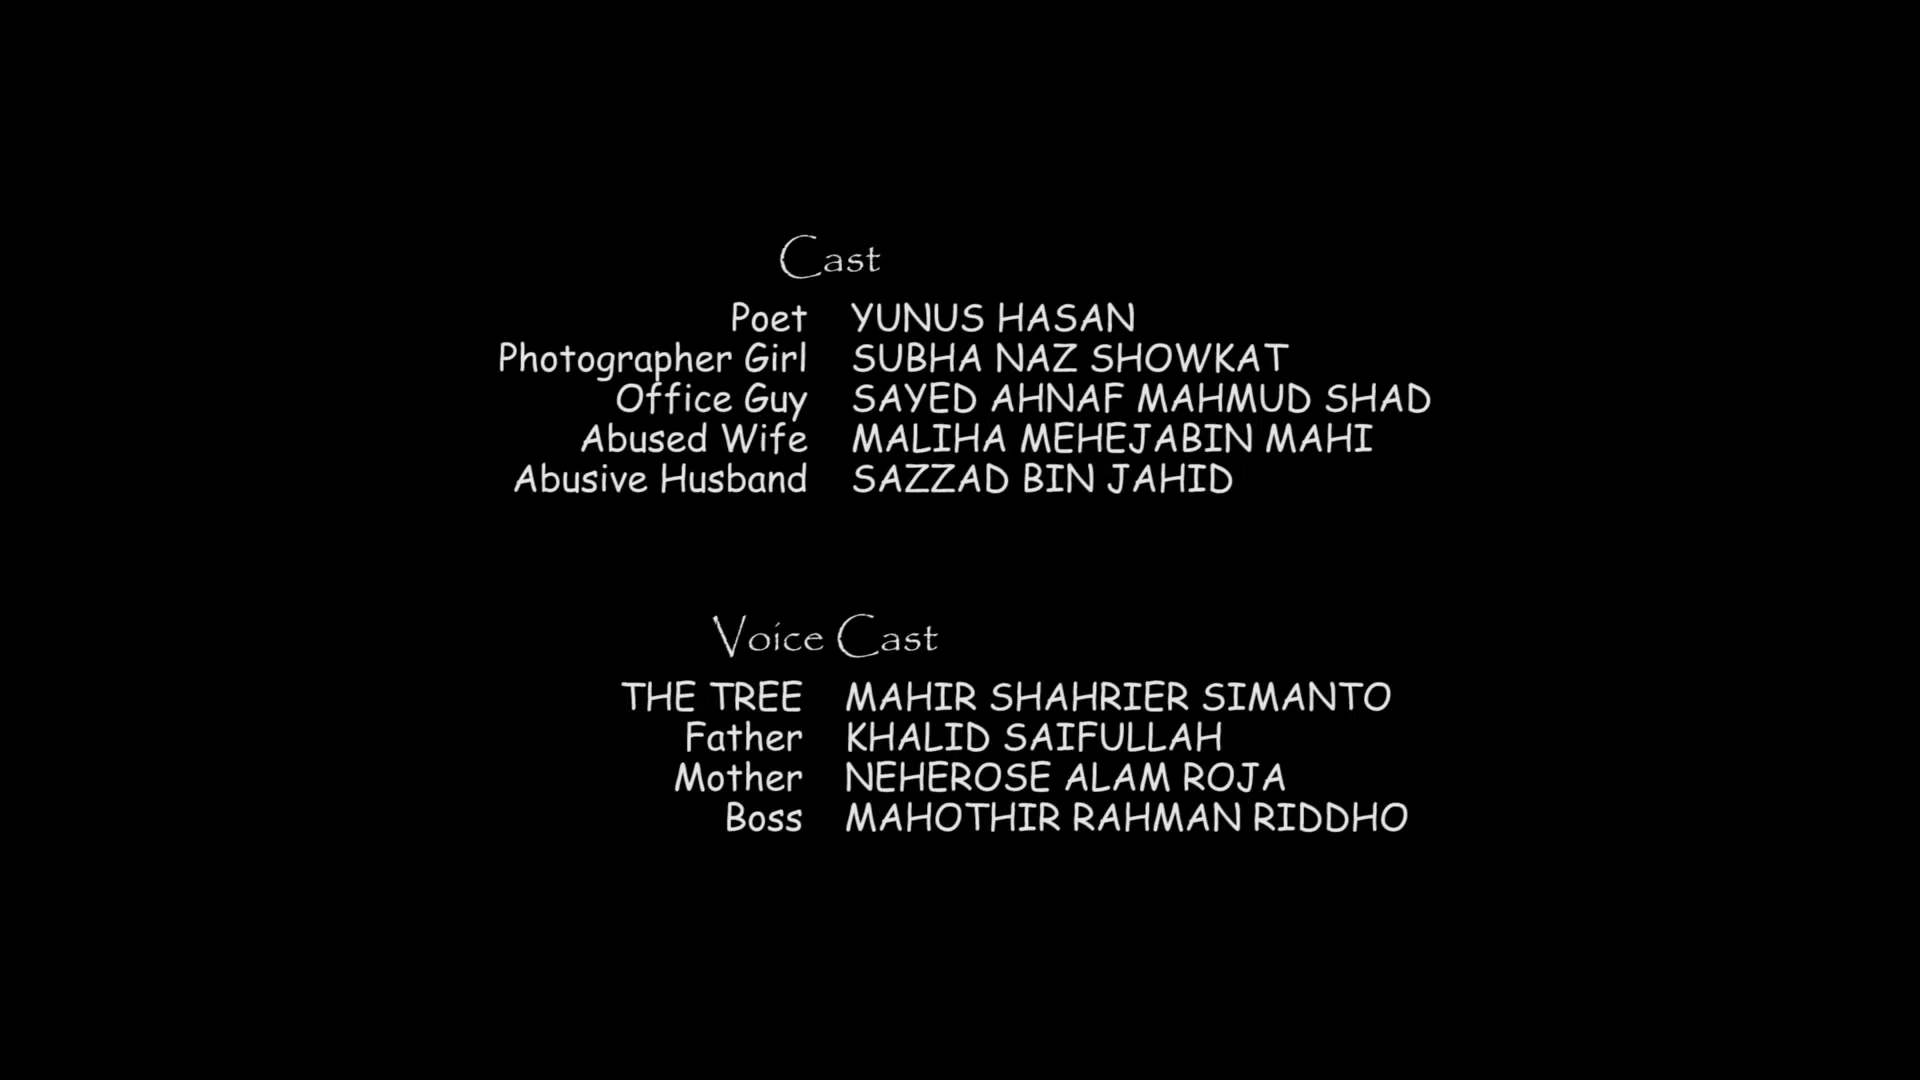 Cast
Poet YUNUS HASAN
Photographer Girl SUBHA NAZ SHOWKAT
Office Guy SAYED AHNAF MAHMUD SHAD
Abused Wife MALIHA MEHEJABIN MAHI
Abusive Husband SAZZAD BIN JAHID
Voice Cast
THE TREE MAHIR SHAHRIER SIMANTO
Father KHALID SAIFULLAH
Mother NEHEROSE ALAM ROJA
Boss MAHOTHIR RAHMAN RIDDHO